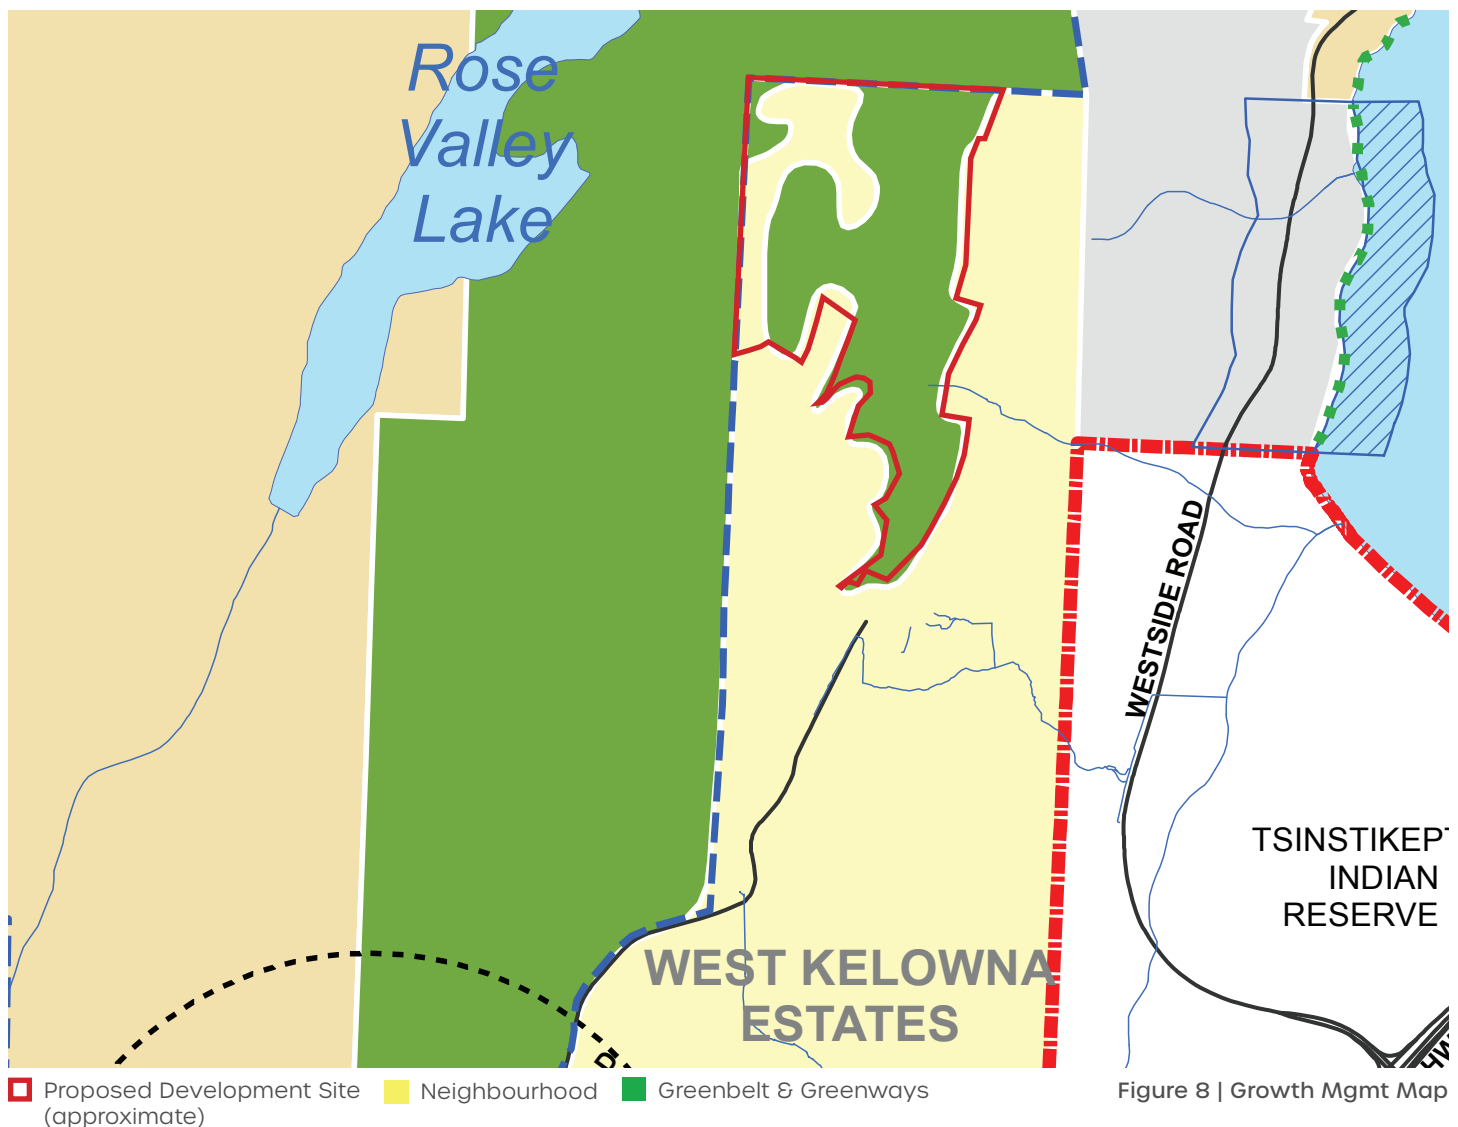 Rose
Valley
Lake
WESTSIDE ROAD
TSINSTIKEPT
INDIAN
RESERVE
WEST KELOWNA
ESTATES
Proposed Development Site
(approximate)
Neighbourhood
Greenbelt & Greenways
Figure 8 | Growth Mgmt Map